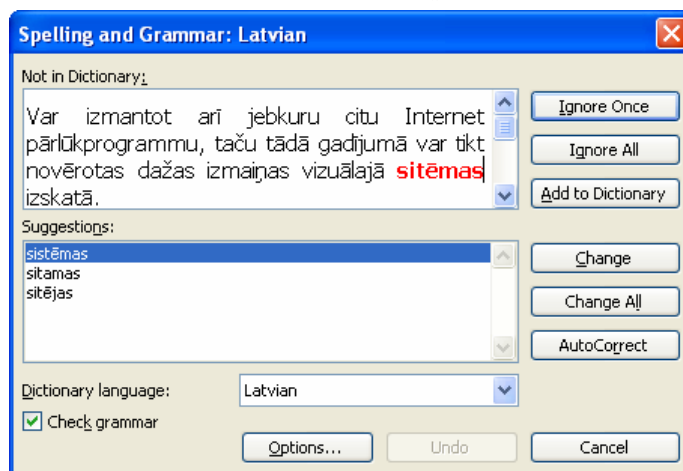 Spelling and Grammar: Latvian
Not in Dictionary:
Var izmantot arī jebkuru citu Internet
pārlūkprogrammu, taču tādā gadījumā var tikt
novērotas dažas izmaiņas vizuālajā sitēmas
izskatā.
Ignore Once
Ignore All
Add to Dictionary
Suggestions:
sistēmas
sitamas
sitējas
Change
Change All
AutoCorrect
Dictionary language:
Latvian
Check grammar
Options...
Undo
Cancel